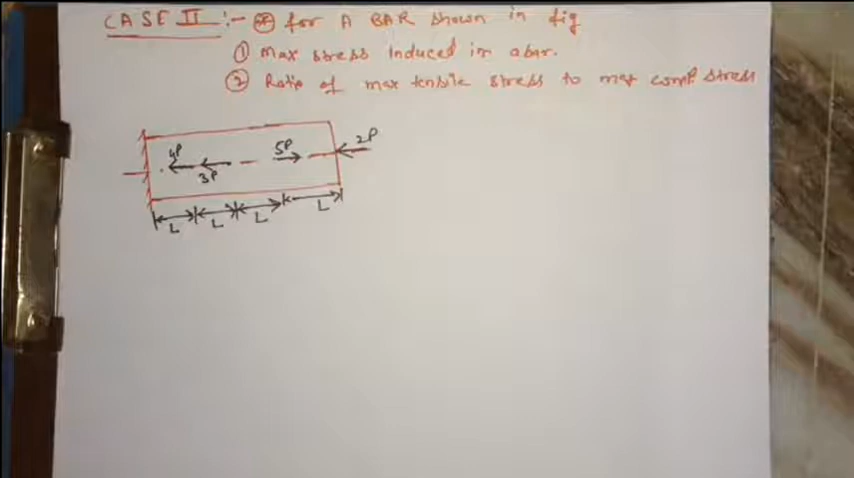 CASE II :- for A BAR shown in fig
① Max stress induced in a bar.
② Ratio of max tensile stress to max comp. stress
4P 3P 5P 2P
L L L L